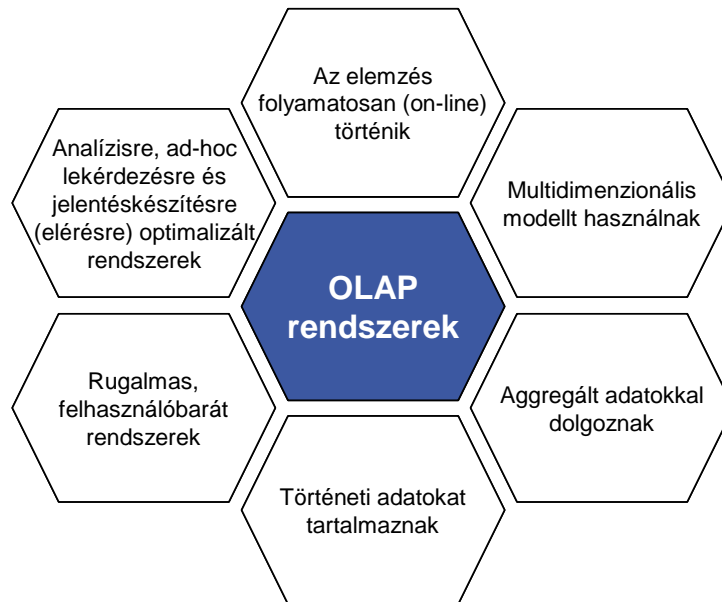 Az elemzés
folyamatosan (on-line)
történik
Analízisre, ad-hoc
lekérdezésre és
jelentéskészítésre
(elérésre) optimalizált
rendszerek
Multidimenzionális
modellt használnak
OLAP
rendszerek
Rugalmas,
felhasználóbarát
rendszerek
Aggregált adatokkal
dolgoznak
Történeti adatokat
tartalmaznak